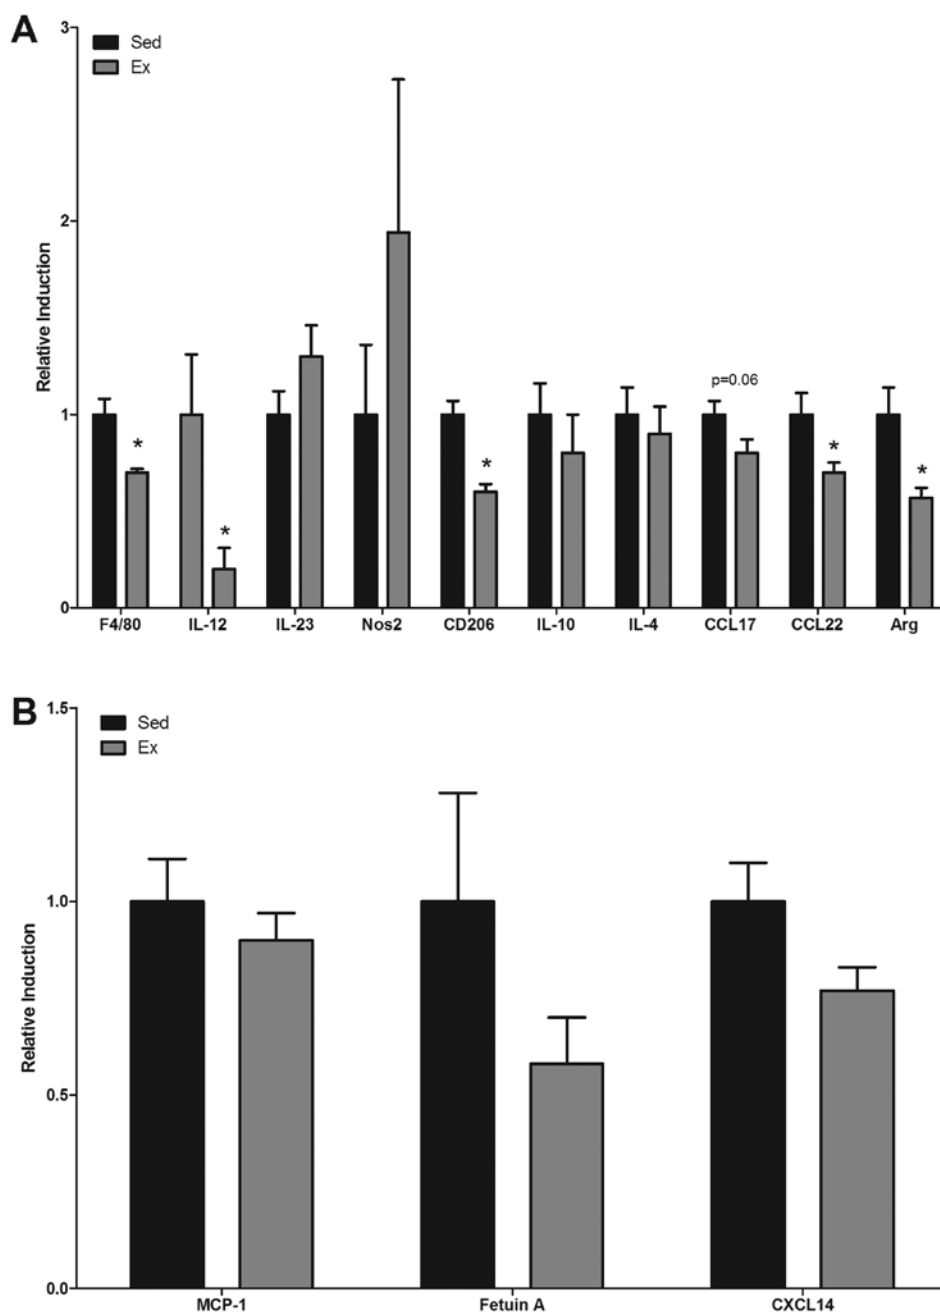 A
3
Sed
Ex
2
Relative Induction
p=0.06
1
*
*
*
*
*
0
F4/80 IL-12 IL-23 Nos2 CD206 IL-10 IL-4 CCL17 CCL22 Arg
B
1.5
Sed
Ex
1.0
Relative Induction
0.5
0.0
MCP-1 Fetuin A CXCL14